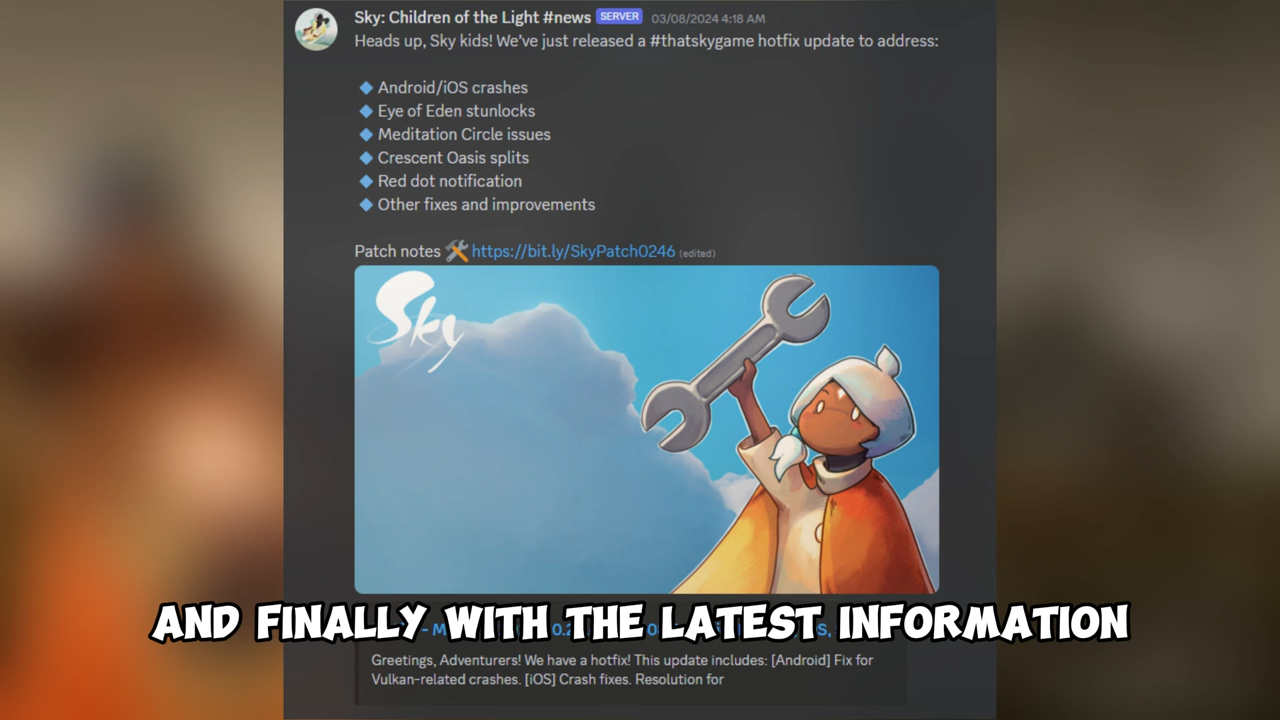 Sky: Children of the Light #news SERVER 03/08/2024 4:18 AM
Heads up, Sky kids! We've just released a #thatskygame hotfix update to address:
Android/iOS crashes
Eye of Eden stunlocks
Meditation Circle issues
Crescent Oasis splits
Red dot notification
Other fixes and improvements
Patch notes https://bit.ly/SkyPatch0246 (edited)
Sky
AND FINALLY WITH THE LATEST INFORMATION
Greetings, Adventurers! We have a hotfix! This update includes: [Android] Fix for
Vulkan-related crashes. [iOS] Crash fixes. Resolution for